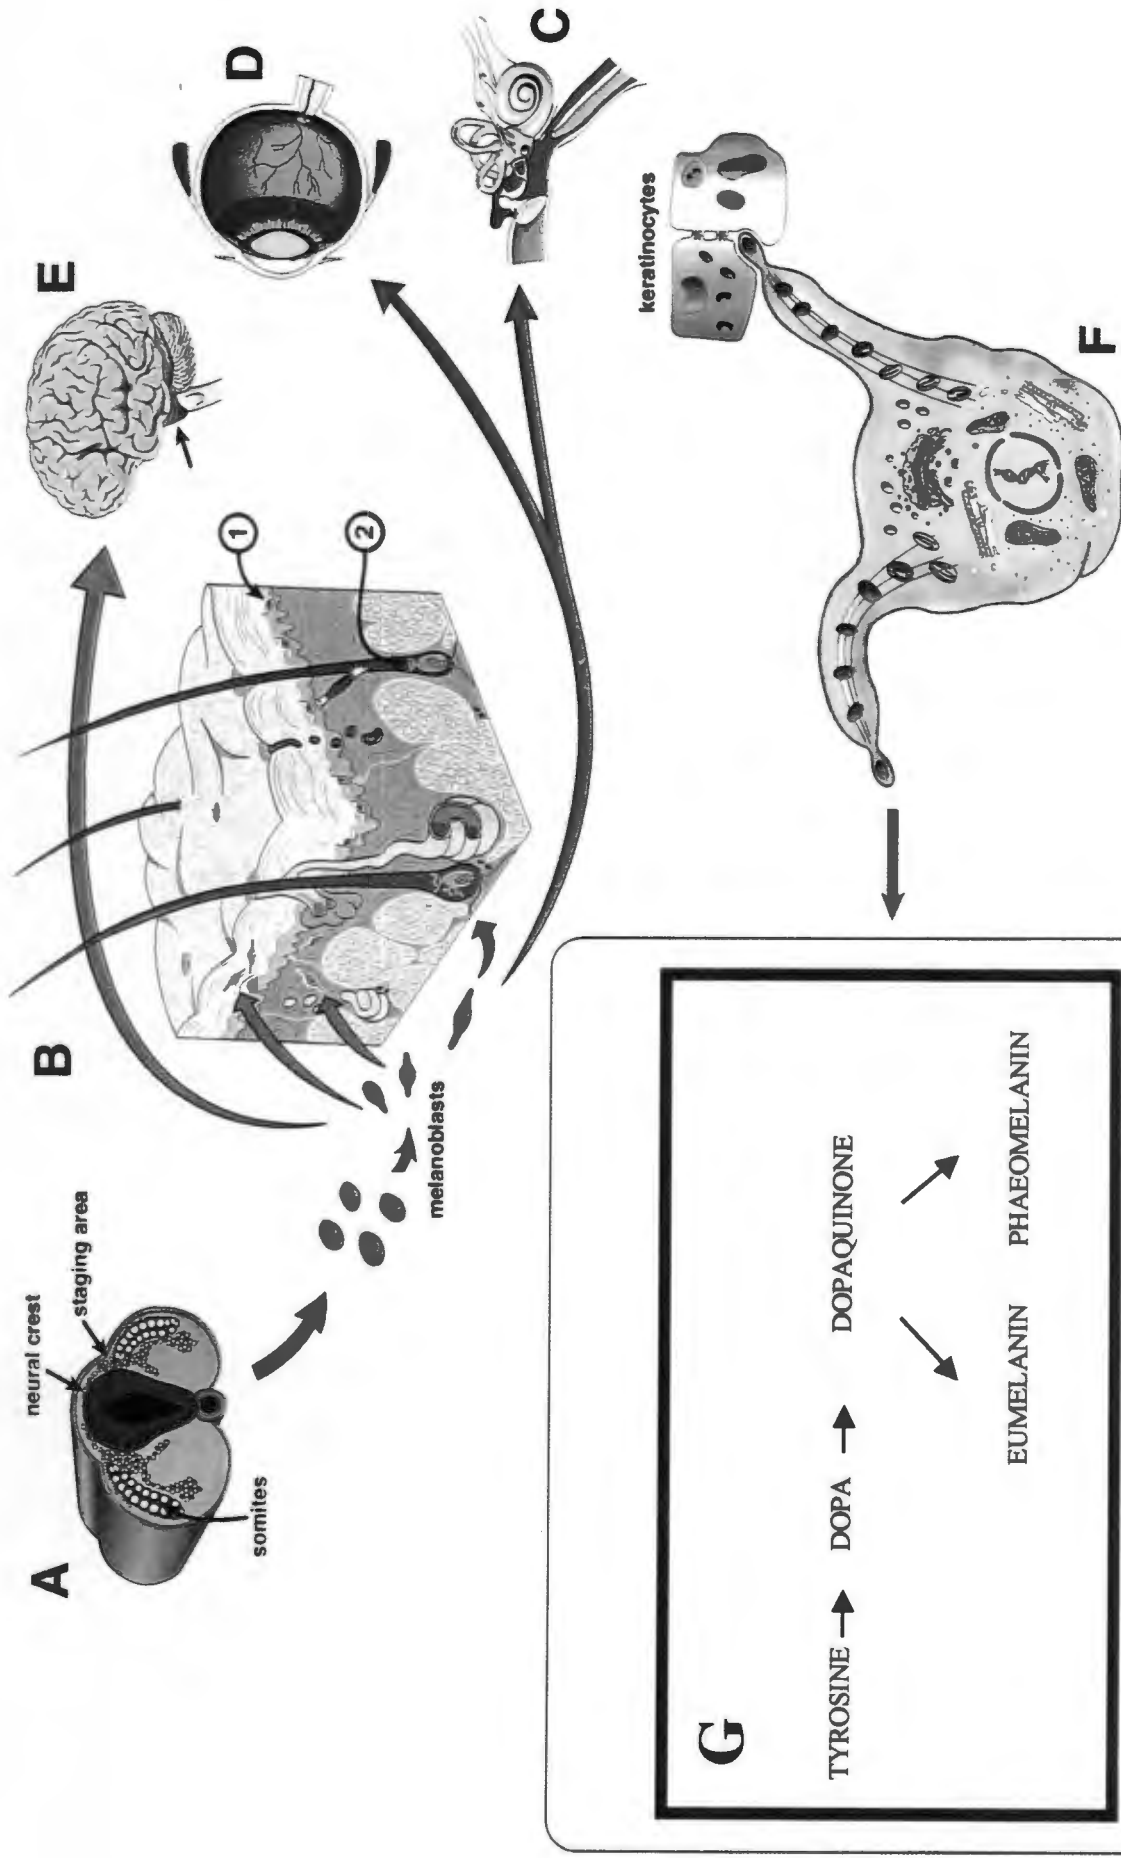 A
neural crest
staging area
somites
melanoblasts
B
1
2
E
D
C
keratinocytes
F
G
TYROSINE
DOPA
DOPAQUINONE
EUMELANIN
PHAEOMELANIN